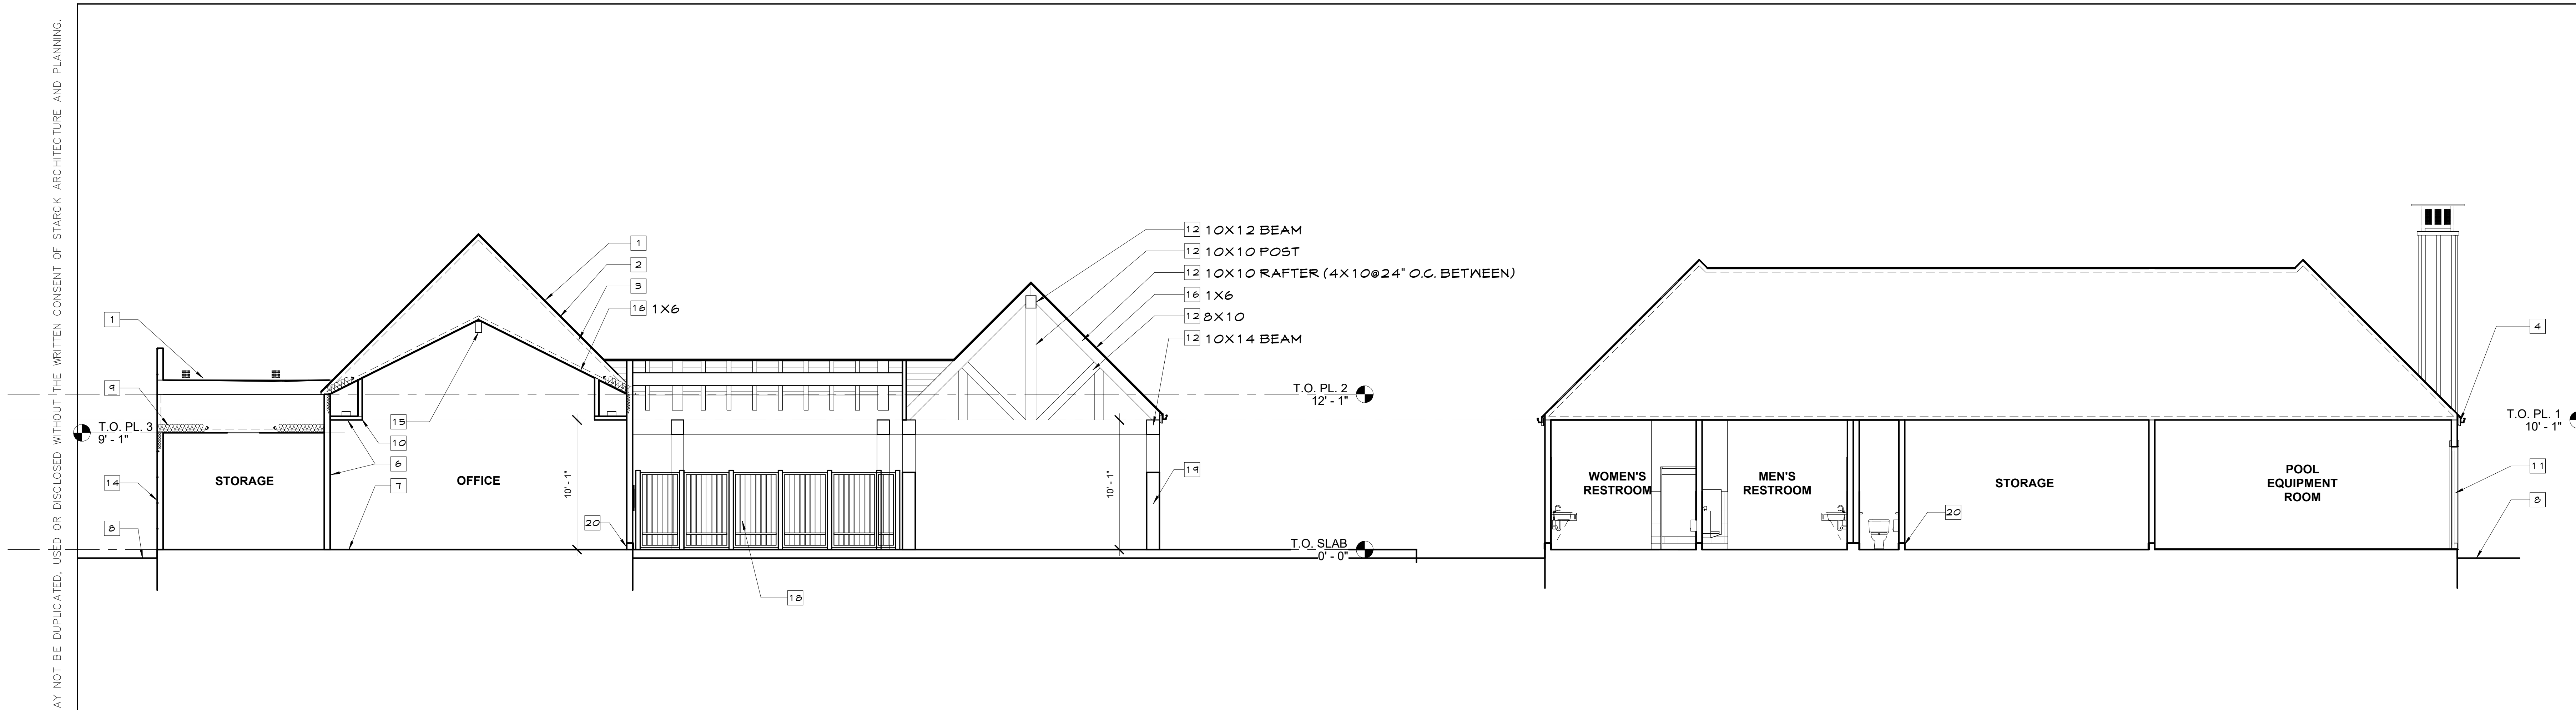 AY NOT BE DUPLICATED, USED OR DISCLOSED WITHOUT THE WRITTEN CONSENT OF STARCK ARCHITECTURE AND PLANNING.
1
9
T.O. PL. 3
9' - 1"
14
8
STORAGE
OFFICE
15
10
6
7
10' - 1"
20
1
2
3
16 1X6
18
12 10X12 BEAM
12 10X10 POST
12 10X10 RAFTER (4X10@24" O.C. BETWEEN)
16 1X6
12 8X10
12 10X14 BEAM
T.O. PL. 2
12' - 1"
10' - 1"
19
T.O. SLAB
0' - 0"
WOMEN'S
RESTROOM
MEN'S
RESTROOM
20
STORAGE
POOL
EQUIPMENT
ROOM
4
T.O. PL. 1
10' - 1"
11
8